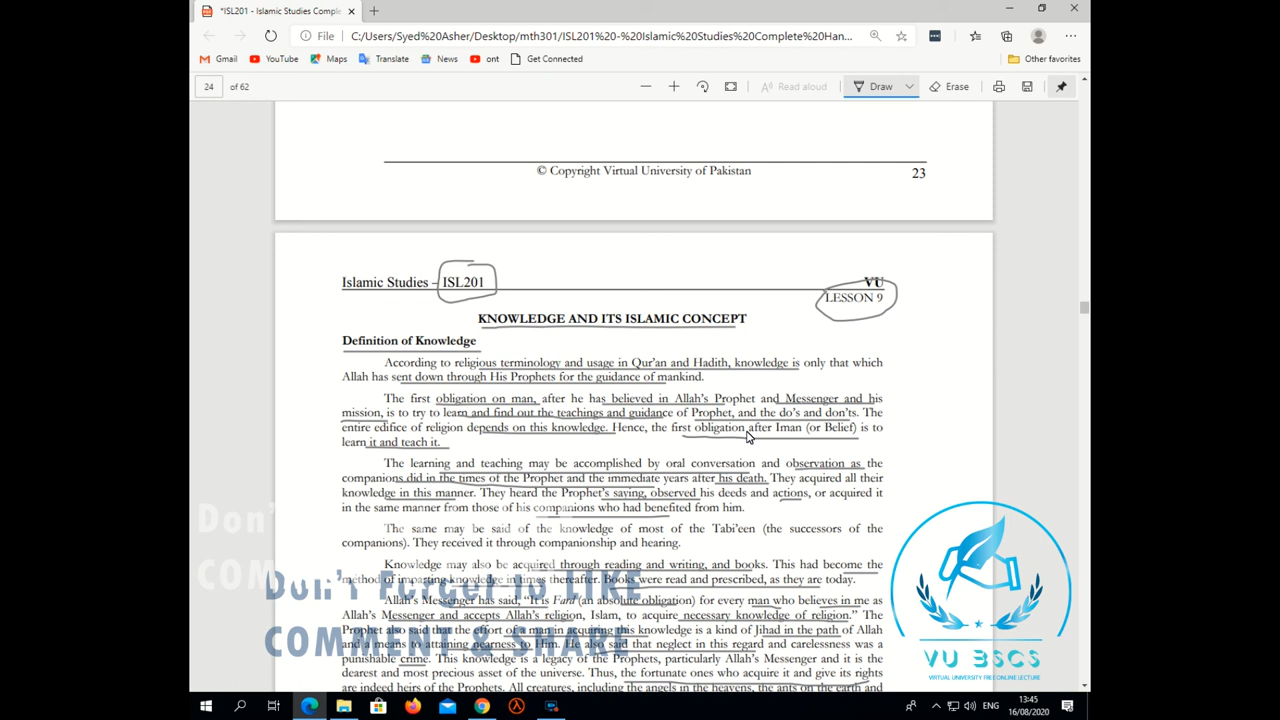 *ISL201 - Islamic Studies Comple
File C:/Users/Syed%20Asher/Desktop/mth301/ISL201%20-%20Islamic%20Studies%20Complete%20Han...
Gmail YouTube Maps Translate News ont Get Connected Other favorites
24 of 62 Read aloud Draw Erase
© Copyright Virtual University of Pakistan 23
Islamic Studies – ISL201 VU
LESSON 9
KNOWLEDGE AND ITS ISLAMIC CONCEPT
Definition of Knowledge
According to religious terminology and usage in Qur'an and Hadith, knowledge is only that which
Allah has sent down through His Prophets for the guidance of mankind.
The first obligation on man, after he has believed in Allah's Prophet and Messenger and his
mission, is to try to learn and find out the teachings and guidance of Prophet, and the do's and don'ts. The
entire edifice of religion depends on this knowledge. Hence, the first obligation after Iman (or Belief) is to
learn it and teach it.
The learning and teaching may be accomplished by oral conversation and observation as the
companions did in the times of the Prophet and the immediate years after his death. They acquired all their
knowledge in this manner. They heard the Prophet's saying, observed his deeds and actions, or acquired it
in the same manner from those of his companions who had benefited from him.
The same may be said of the knowledge of most of the Tabi'een (the successors of the
companions). They received it through companionship and hearing.
Knowledge may also be acquired through reading and writing, and books. This had become the
method of imparting knowledge in times thereafter. Books were read and prescribed, as they are today.
Allah's Messenger has said, "It is Fard (an absolute obligation) for every man who believes in me as
Allah's Messenger and accepts Allah's religion, Islam, to acquire necessary knowledge of religion." The
Prophet also said that the effort of a man in acquiring this knowledge is a kind of Jihad in the path of Allah
and a means to attaining nearness to Him. He also said that neglect in this regard and carelessness was a
punishable crime. This knowledge is a legacy of the Prophets, particularly Allah's Messenger and it is the
dearest and most precious asset of the universe. Thus, the fortunate ones who acquire it and give its rights
are indeed heirs of the Prophets. All creatures, including the angels in the heavens, the ants on the earth and
Don'
COM
Don't Forget to LIKE
COMMENT & SHARE
VU BSCS
VIRTUAL UNIVERSITY FREE ONLINE LECTURE
ENG 13:45
16/08/2020